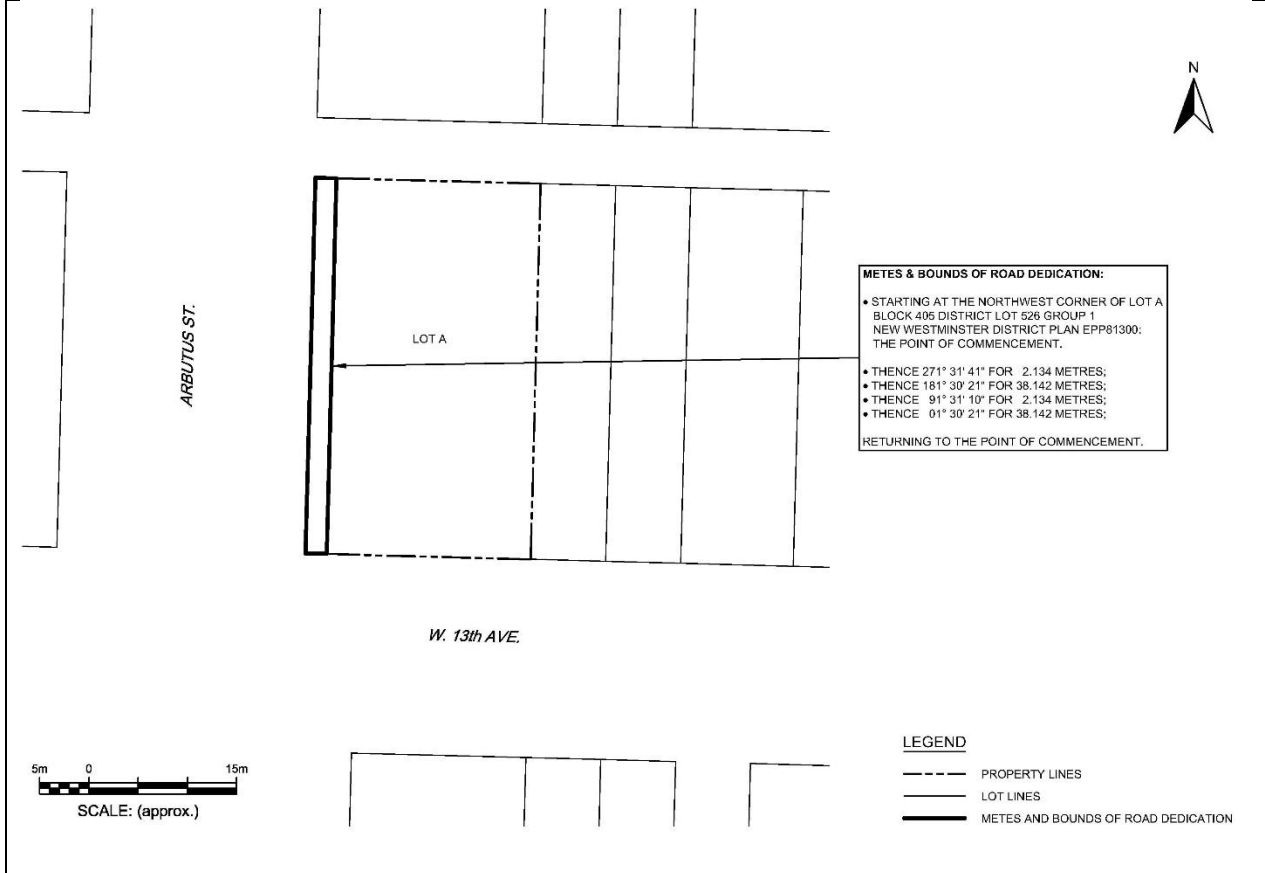 N
METES & BOUNDS OF ROAD DEDICATION:
• STARTING AT THE NORTHWEST CORNER OF LOT A
BLOCK 405 DISTRICT LOT 526 GROUP 1
NEW WESTMINSTER DISTRICT PLAN EPP81300:
THE POINT OF COMMENCEMENT.
• THENCE 271° 31' 41" FOR 2.134 METRES;
• THENCE 181° 30' 21" FOR 38.142 METRES;
• THENCE 91° 31' 10" FOR 2.134 METRES;
• THENCE 01° 30' 21" FOR 38.142 METRES;
RETURNING TO THE POINT OF COMMENCEMENT.
ARBUTUS ST.
LOT A
W. 13th AVE.
5m 0 15m
SCALE: (approx.)
LEGEND
PROPERTY LINES
LOT LINES
METES AND BOUNDS OF ROAD DEDICATION